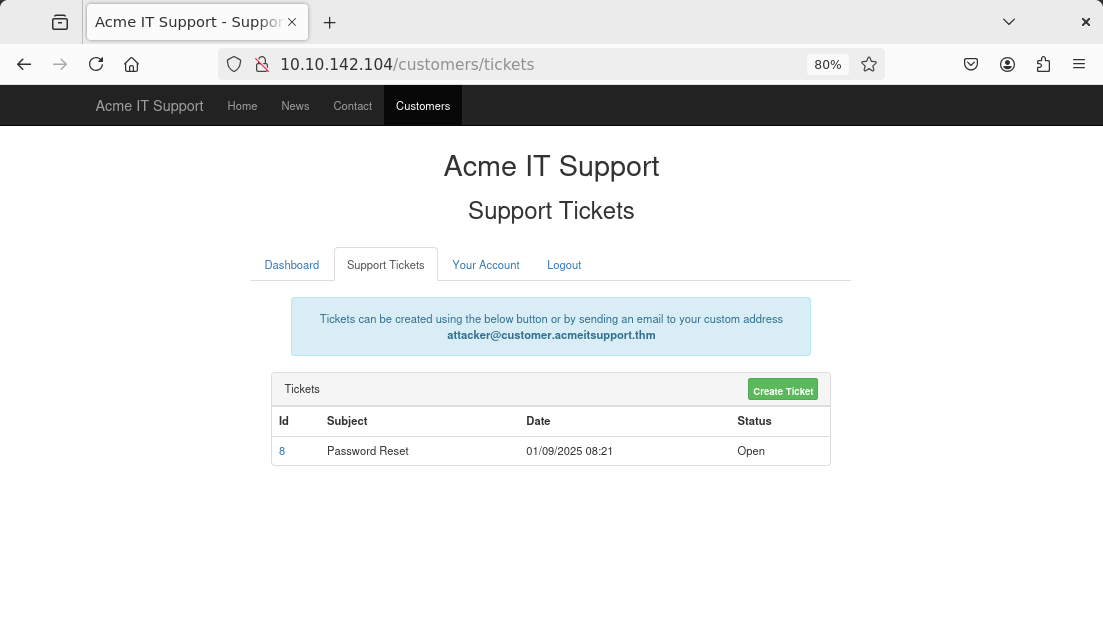 Acme IT Support - Suppor
10.10.142.104/customers/tickets
80%
Acme IT Support Home News Contact Customers
Acme IT Support
Support Tickets
Dashboard Support Tickets Your Account Logout
Tickets can be created using the below button or by sending an email to your custom address
attacker@customer.acmeitsupport.thm
Tickets Create Ticket
Id Subject Date Status
8 Password Reset 01/09/2025 08:21 Open